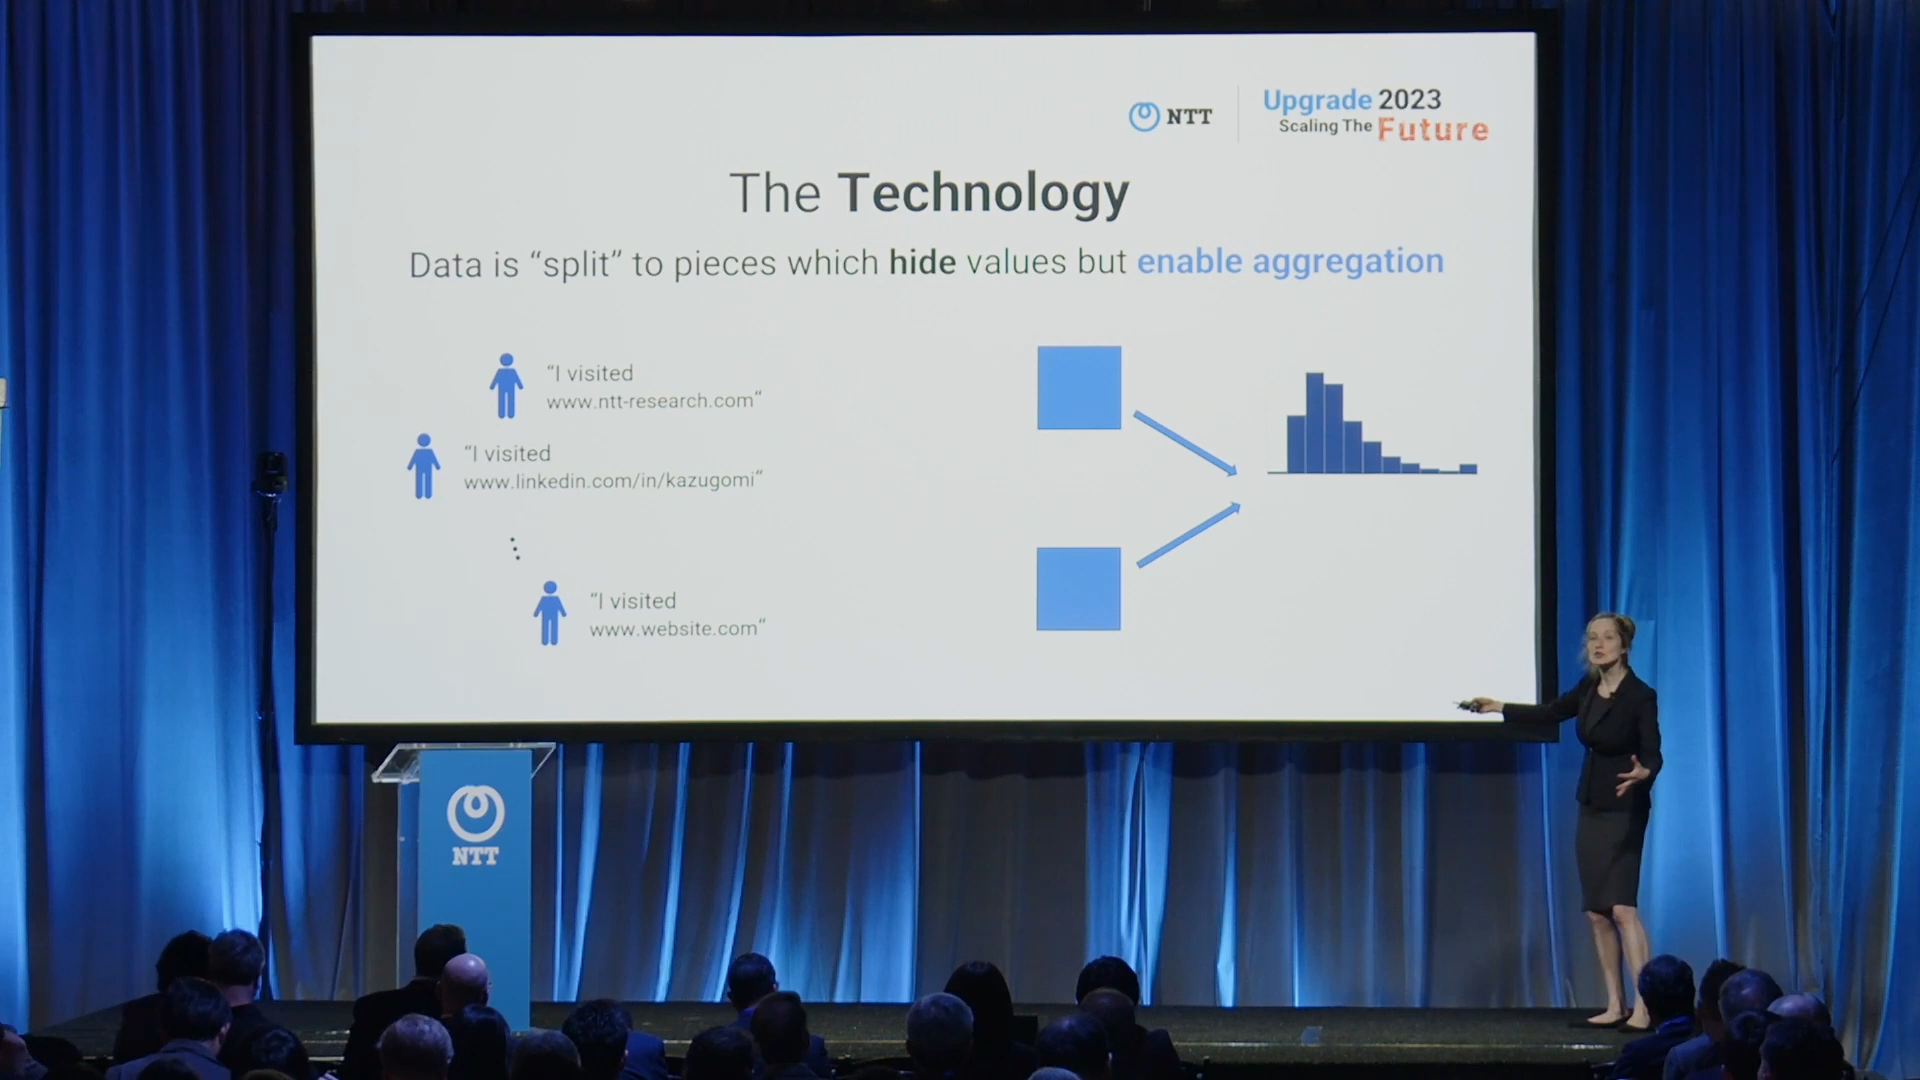 NTT
Upgrade 2023
Scaling The Future
The Technology
Data is “split” to pieces which hide values but enable aggregation
“I visited
www.ntt-research.com“
“I visited
www.linkedin.com/in/kazugomi“
“I visited
www.website.com“
NTT